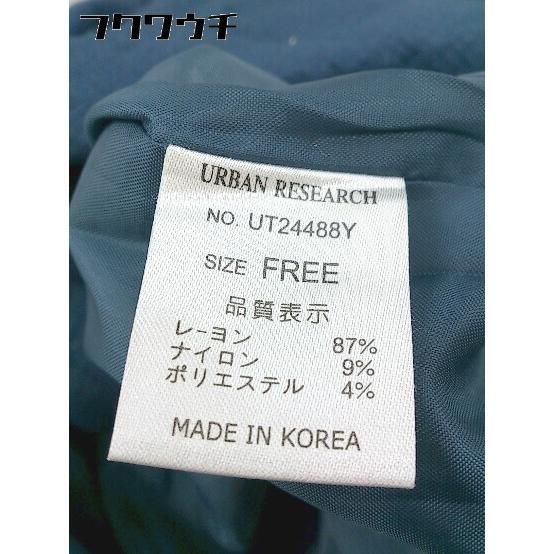 フクウウチ
URBAN RESEARCH
NO. UT24488Y
SIZE FREE
品質表示
レーヨン 87%
ナイロン 9%
ポリエステル 4%
MADE IN KOREA